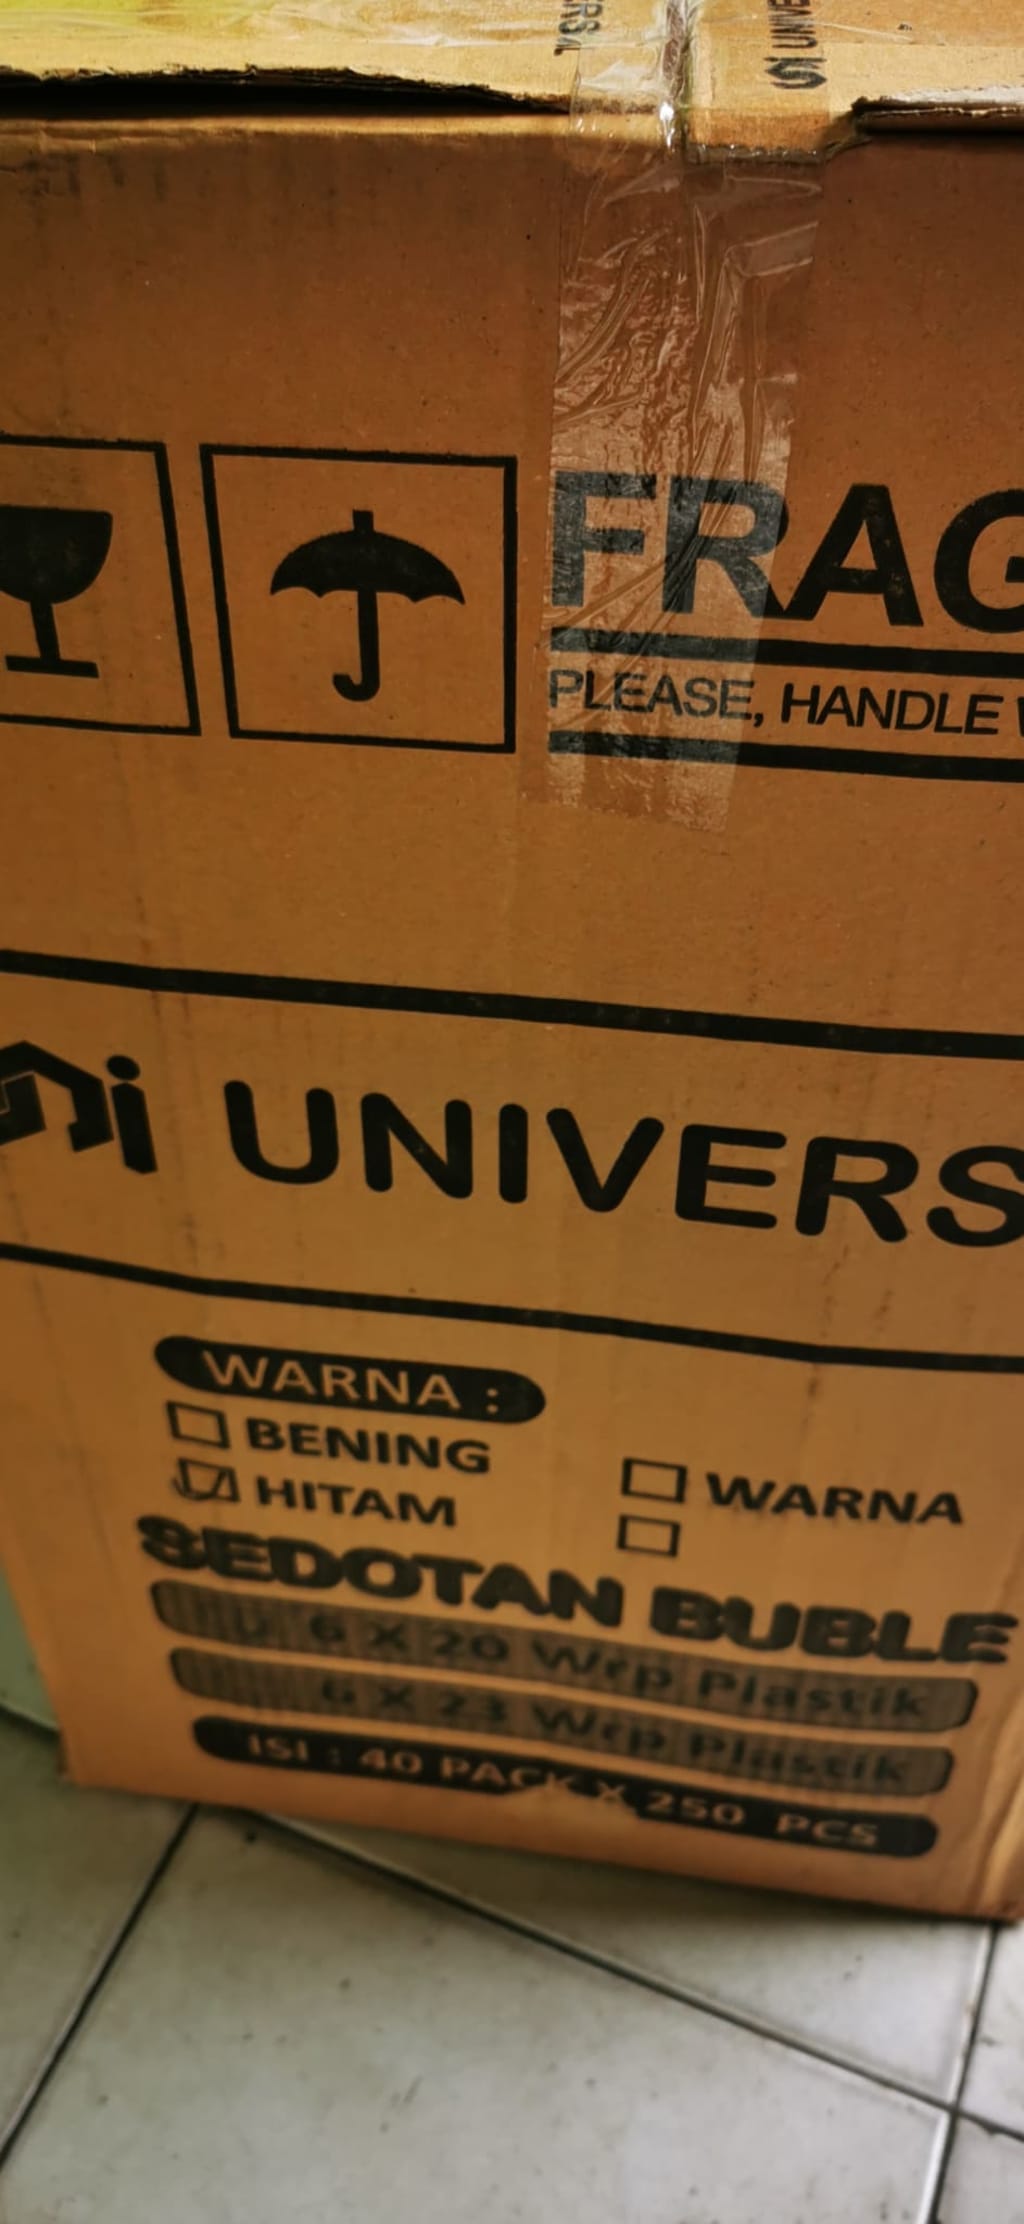 UNIVE
FRAG
PLEASE, HANDLE
UNIVERS
WARNA :
BENING
HITAM
WARNA
SEDOTAN BUBLE
6 X 20 Wrp Plastik
6 X 23 Wrp Plastik
ISI : 40 PACK X 250 PCS